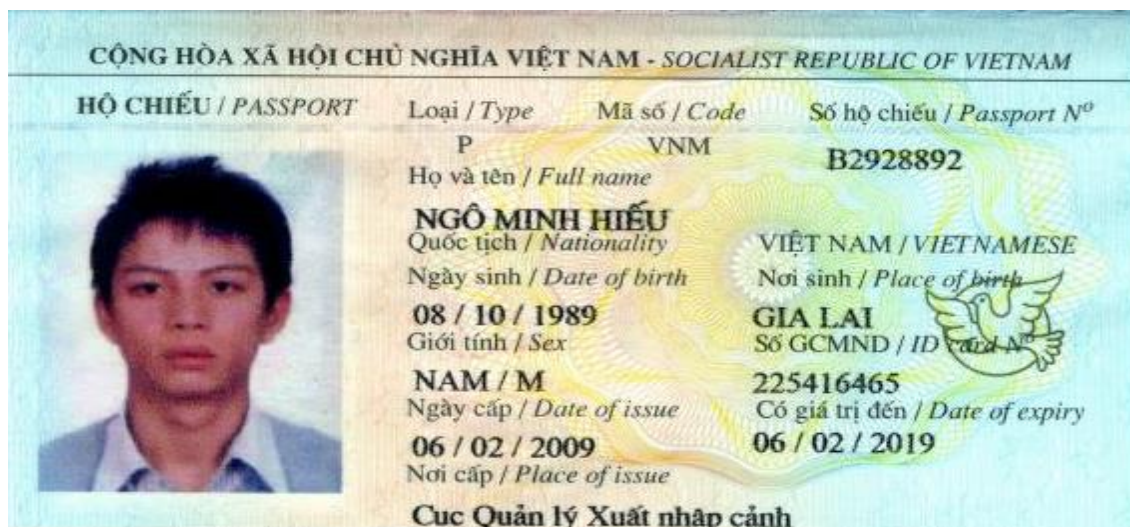 CỘNG HÒA XÃ HỘI CHỦ NGHĨA VIỆT NAM - SOCIALIST REPUBLIC OF VIETNAM
HỘ CHIẾU / PASSPORT
Loại / Type Mã số / Code Số hộ chiếu / Passport Nº
P VNM B2928892
Họ và tên / Full name
NGÔ MINH HIẾU
Quốc tịch / Nationality VIỆT NAM / VIETNAMESE
Ngày sinh / Date of birth Nơi sinh / Place of birth
08 / 10 / 1989 GIA LAI
Giới tính / Sex Số GCMND / ID card Nº
NAM / M 225416465
Ngày cấp / Date of issue Có giá trị đến / Date of expiry
06 / 02 / 2009 06 / 02 / 2019
Nơi cấp / Place of issue
Cục Quản lý Xuất nhập cảnh